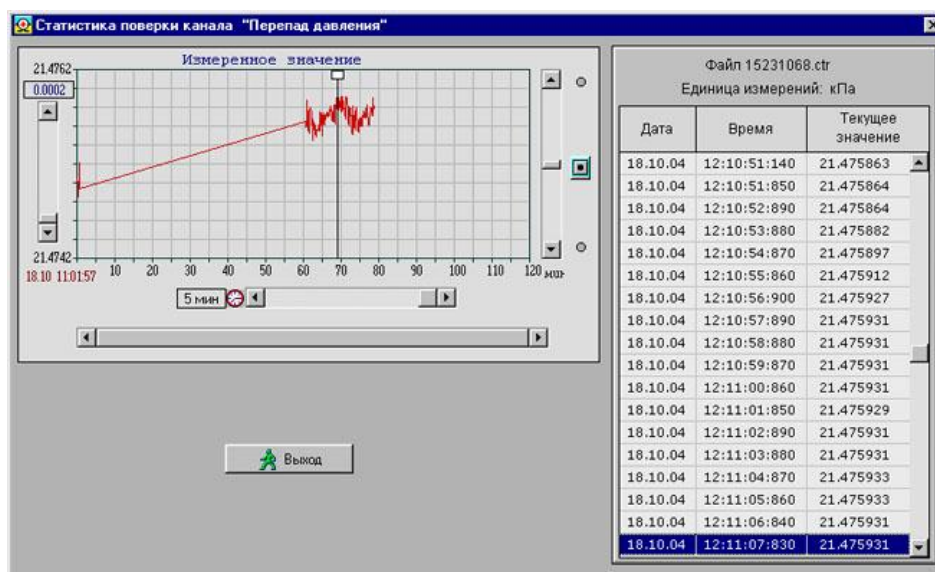 Статистика поверки канала "Перепад давления"
Измеренное значение
21.4762
0.0002
21.4742
18.10 11:01:57
10 20 30 40 50 60 70 80 90 100 110 120 мин
5 мин
Выход
Файл 15231068.ctr
Единица измерений: кПа
Дата Время Текущее значение
18.10.04 12:10:51:140 21.475863
18.10.04 12:10:51:850 21.475864
18.10.04 12:10:52:890 21.475864
18.10.04 12:10:53:880 21.475882
18.10.04 12:10:54:870 21.475897
18.10.04 12:10:55:860 21.475912
18.10.04 12:10:56:900 21.475927
18.10.04 12:10:57:890 21.475931
18.10.04 12:10:58:880 21.475931
18.10.04 12:10:59:870 21.475931
18.10.04 12:11:00:860 21.475931
18.10.04 12:11:01:850 21.475929
18.10.04 12:11:02:890 21.475931
18.10.04 12:11:03:880 21.475931
18.10.04 12:11:04:870 21.475933
18.10.04 12:11:05:860 21.475933
18.10.04 12:11:06:840 21.475931
18.10.04 12:11:07:830 21.475931